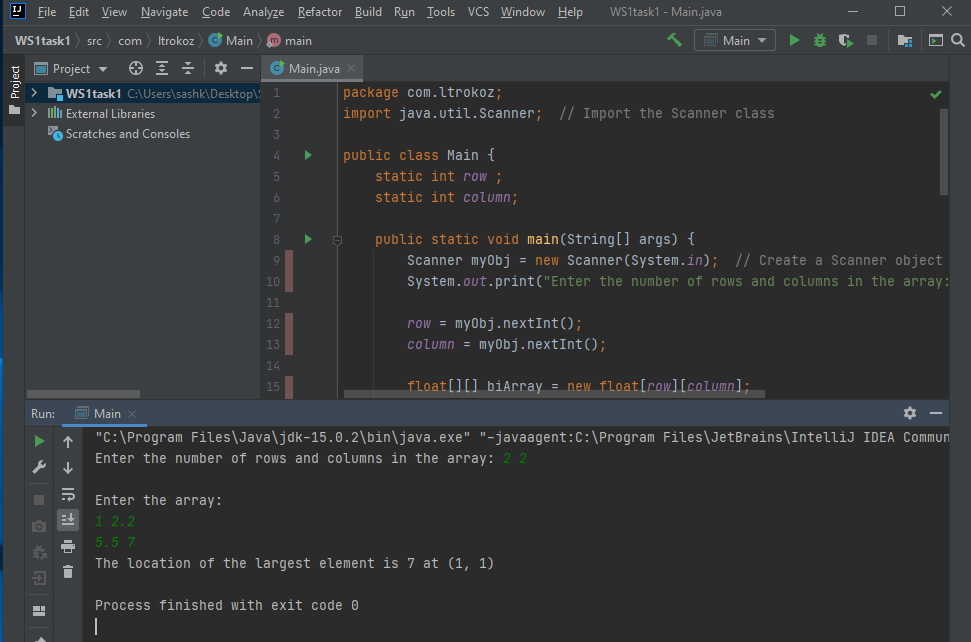 File Edit View Navigate Code Analyze Refactor Build Run Tools VCS Window Help WS1task1 - Main.java
WS1task1 src com ltrokoz Main main Main
Project
Project
Main.java
WS1task1 C:\Users\sashk\Desktop\
External Libraries
Scratches and Consoles
1 package com.ltrokoz;
2 import java.util.Scanner; // Import the Scanner class
3
4 public class Main {
5 static int row ;
6 static int column;
7
8 public static void main(String[] args) {
9 Scanner myObj = new Scanner(System.in); // Create a Scanner object
10 System.out.print("Enter the number of rows and columns in the array:
11
12 row = myObj.nextInt();
13 column = myObj.nextInt();
14
15 float[][] biArray = new float[row][column];
Run: Main
"C:\Program Files\Java\jdk-15.0.2\bin\java.exe" "-javaagent:C:\Program Files\JetBrains\IntelliJ IDEA Commun
Enter the number of rows and columns in the array: 2 2
Enter the array:
1 2.2
5.5 7
The location of the largest element is 7 at (1, 1)
Process finished with exit code 0